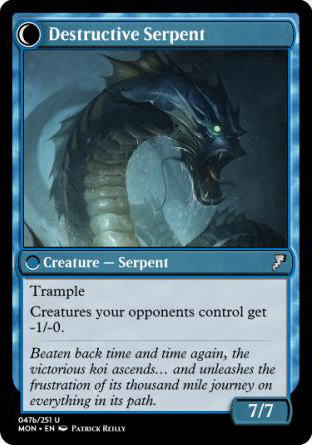 Destructive Serpent
Creature — Serpent
Trample
Creatures your opponents control get
-1/-0.
Beaten back time and time again, the
victorious koi ascends... and unleashes the
frustration of its thousand mile journey on
everything in its path.
7/7
047b/251 U
MON • EN Patrick Reilly